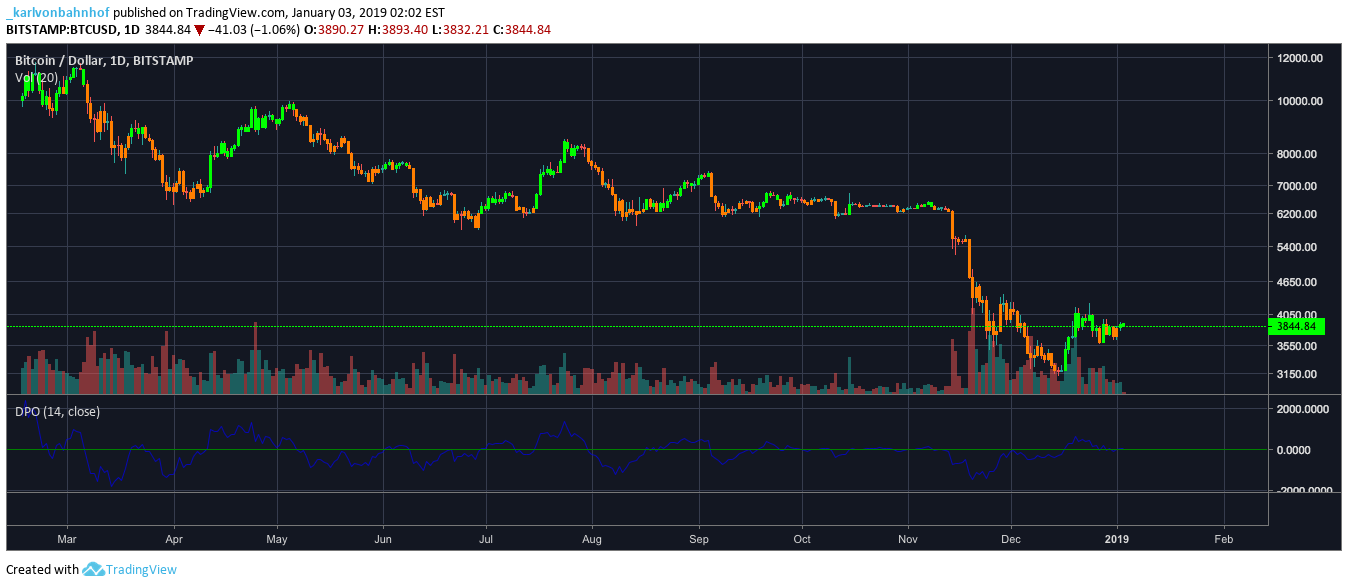 _karlvonbahnhof published on TradingView.com, January 03, 2019 02:02 EST
BITSTAMP:BTCUSD, 1D 3844.84 ▼ −41.03 (−1.06%) O:3890.27 H:3893.40 L:3832.21 C:3844.84
Bitcoin / Dollar, 1D, BITSTAMP
Vol (20)
12000.00
10000.00
8000.00
7000.00
6200.00
5400.00
4650.00
4050.00
3844.84
3550.00
3150.00
DPO (14, close)
2000.0000
0.0000
-2000.0000
Mar Apr May Jun Jul Aug Sep Oct Nov Dec 2019 Feb
Created with TradingView